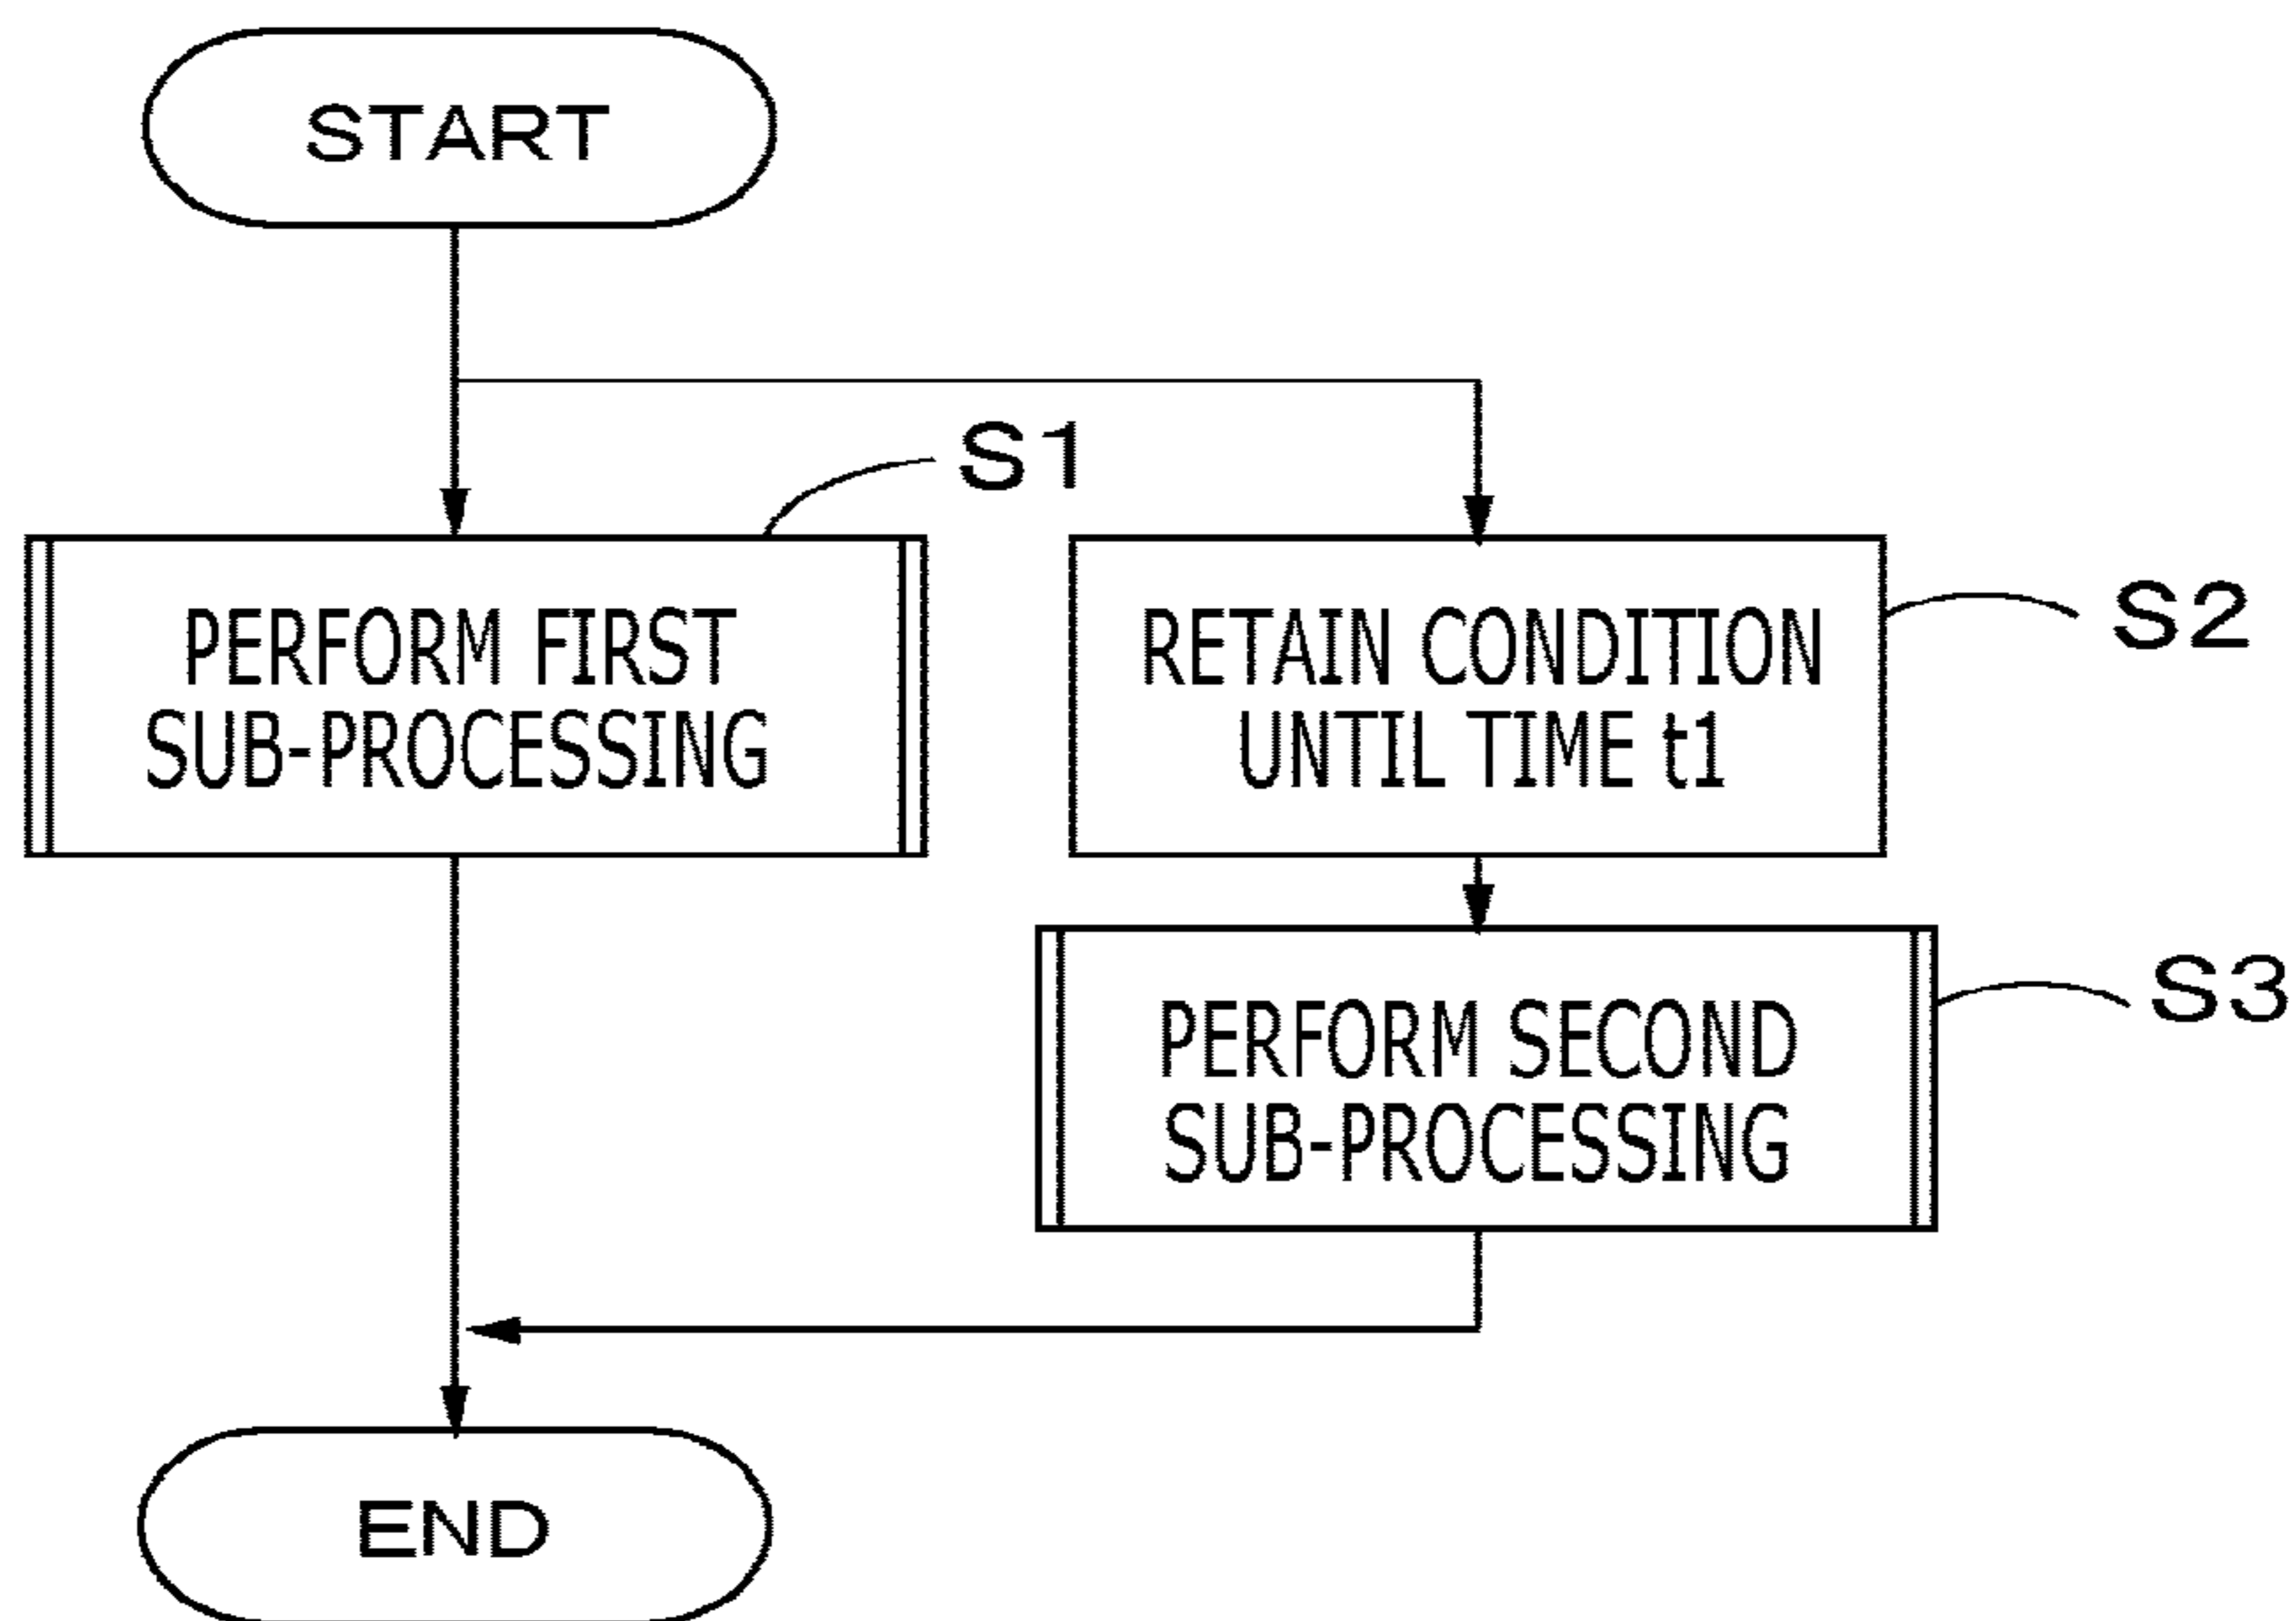 START
S1
PERFORM FIRST
SUB-PROCESSING
RETAIN CONDITION
UNTIL TIME t1
S2
PERFORM SECOND
SUB-PROCESSING
S3
END